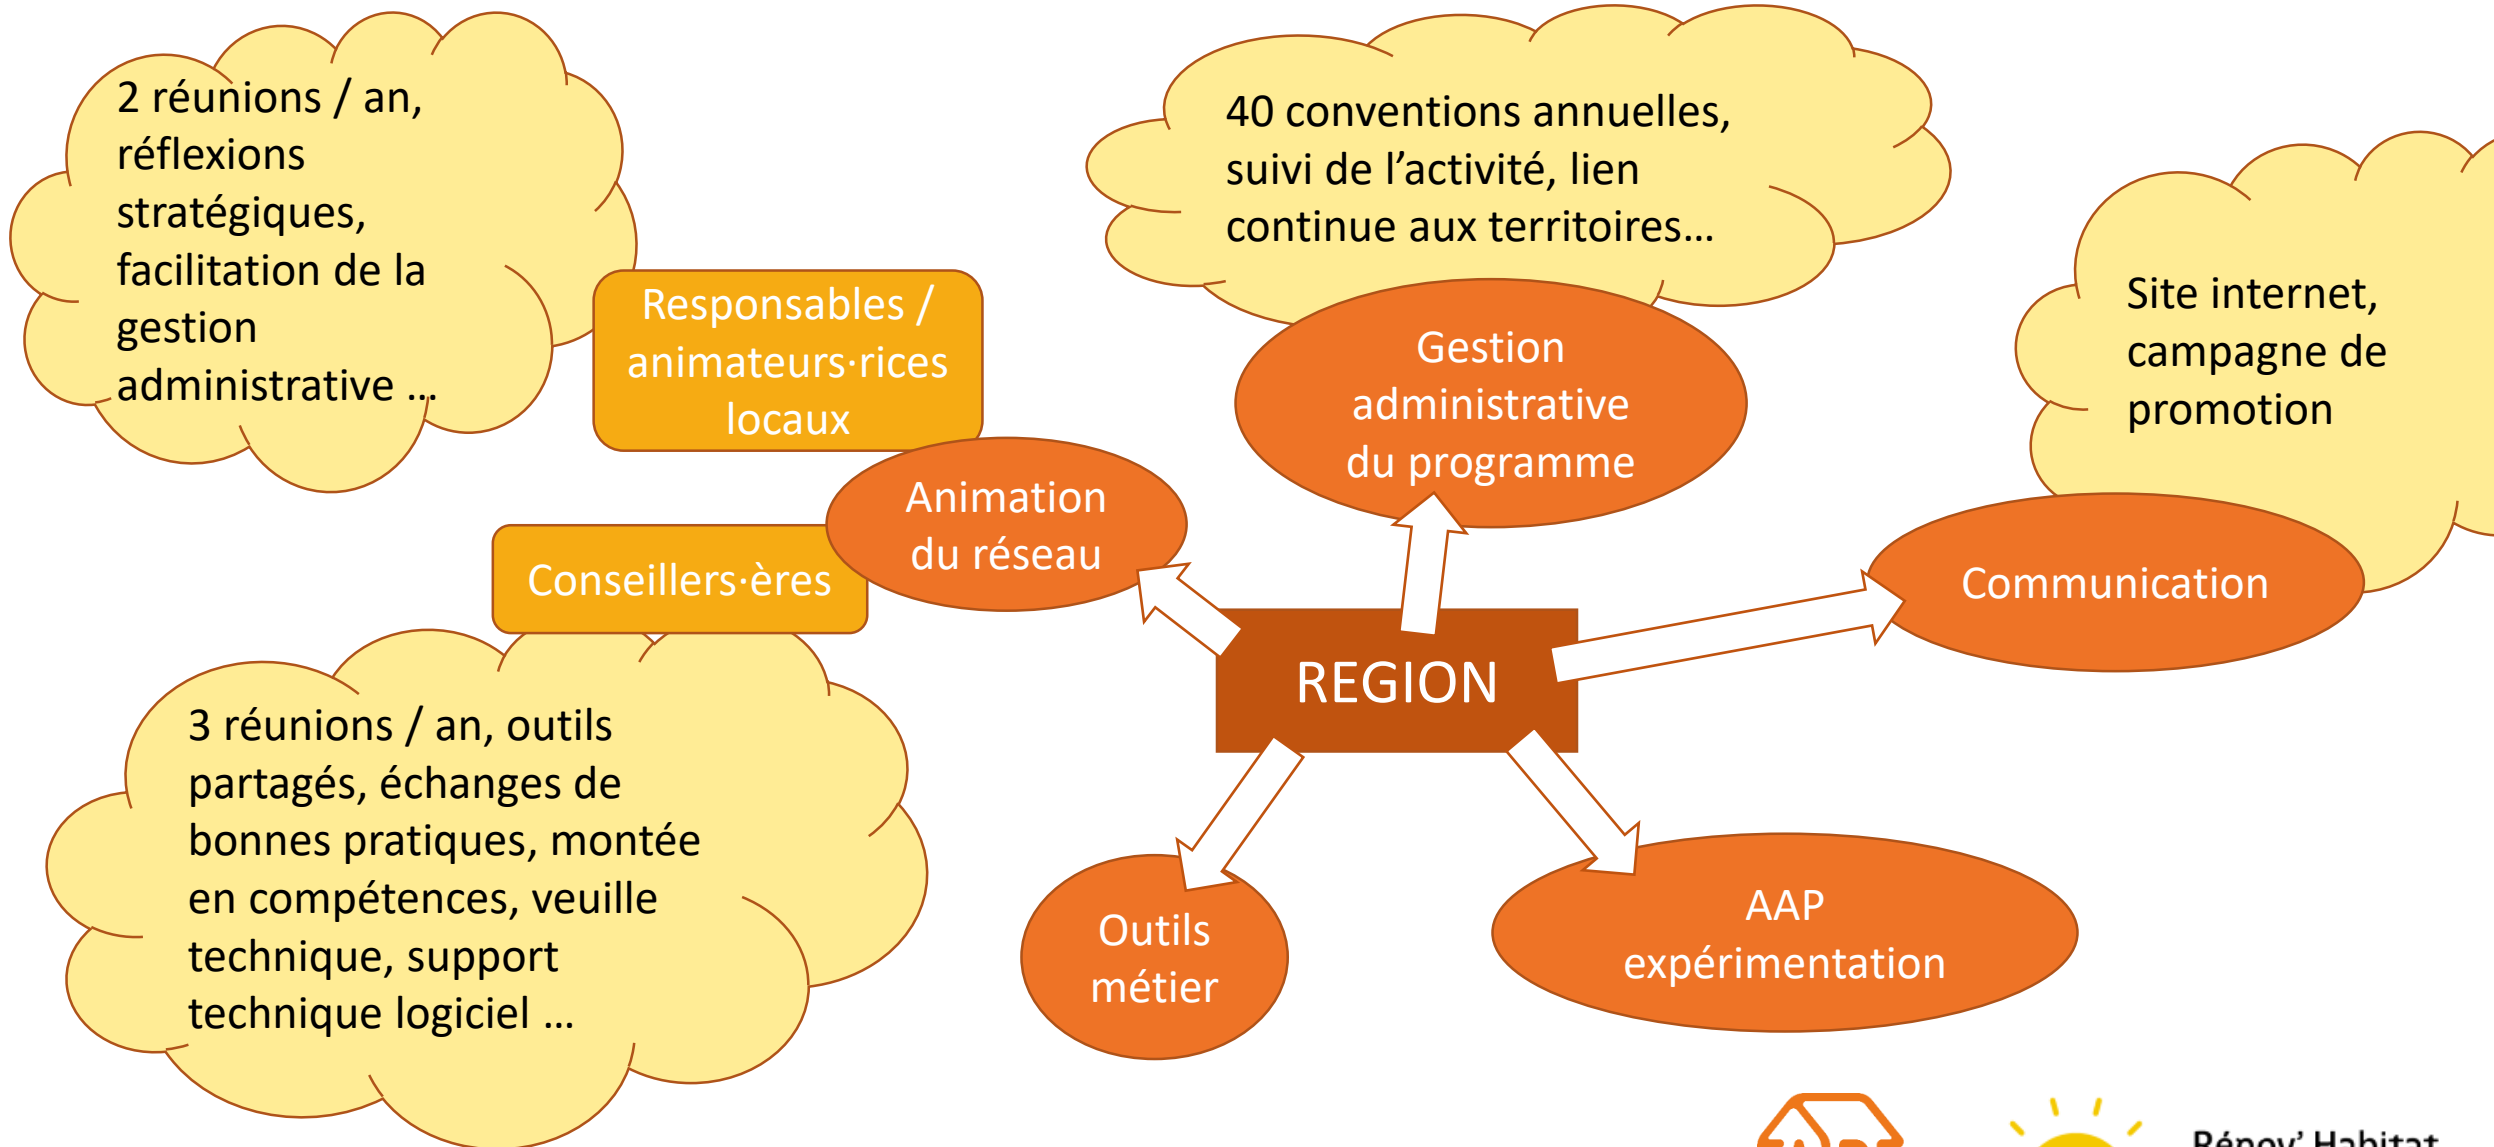 2 réunions / an,
réflexions
stratégiques,
facilitation de la
gestion
administrative ...
40 conventions annuelles,
suivi de l’activité, lien
continue aux territoires...
Site internet,
campagne de
promotion
Responsables /
animateurs·rices
locaux
Gestion
administrative
du programme
Animation
du réseau
Conseillers·ères
Communication
REGION
3 réunions / an, outils
partagés, échanges de
bonnes pratiques, montée
en compétences, veuille
technique, support
technique logiciel ...
Outils
métier
AAP
expérimentation
Rénov’ Habitat